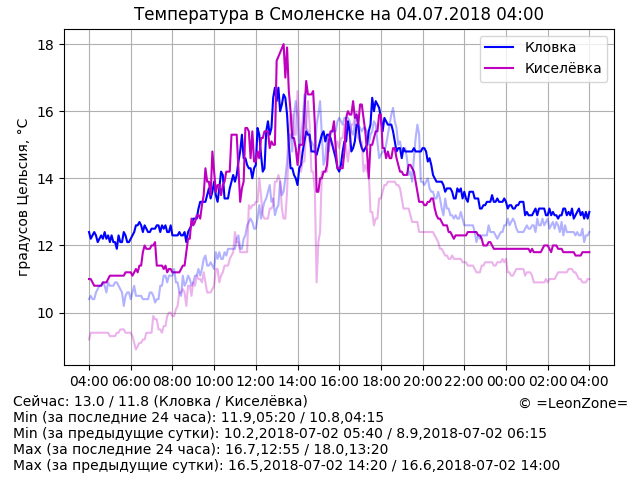 Температура в Смоленске на 04.07.2018 04:00
Кловка
Киселёвка
градусов Цельсия, °C
18
16
14
12
10
04:00 06:00 08:00 10:00 12:00 14:00 16:00 18:00 20:00 22:00 00:00 02:00 04:00
Сейчас: 13.0 / 11.8 (Кловка / Киселёвка)
© =LeonZone=
Min (за последние 24 часа): 11.9,05:20 / 10.8,04:15
Min (за предыдущие сутки): 10.2,2018-07-02 05:40 / 8.9,2018-07-02 06:15
Max (за последние 24 часа): 16.7,12:55 / 18.0,13:20
Max (за предыдущие сутки): 16.5,2018-07-02 14:20 / 16.6,2018-07-02 14:00